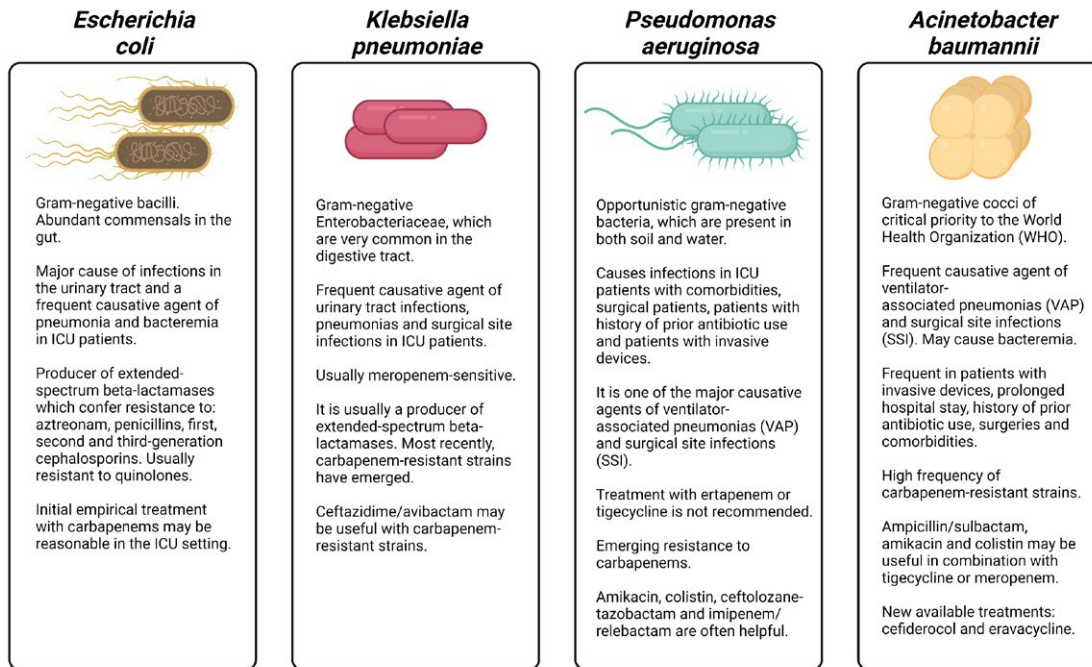 Escherichia
coli
Gram-negative bacilli.
Abundant commensals in the
gut.
Major cause of infections in
the urinary tract and a
frequent causative agent of
pneumonia and bacteremia
in ICU patients.
Producer of extended-
spectrum beta-lactamases
which confer resistance to:
aztreonam, penicillins, first,
second and third-generation
cephalosporins. Usually
resistant to quinolones.
Initial empirical treatment
with carbapenems may be
reasonable in the ICU setting.
Klebsiella
pneumoniae
Gram-negative
Enterobacteriaceae, which
are very common in the
digestive tract.
Frequent causative agent of
urinary tract infections,
pneumonias and surgical site
infections in ICU patients.
Usually meropenem-sensitive.
It is usually a producer of
extended-spectrum beta-
lactamases. Most recently,
carbapenem-resistant strains
have emerged.
Ceftazidime/avibactam may
be useful with carbapenem-
resistant strains.
Pseudomonas
aeruginosa
Opportunistic gram-negative
bacteria, which are present in
both soil and water.
Causes infections in ICU
patients with comorbidities,
surgical patients, patients with
history of prior antibiotic use
and patients with invasive
devices.
It is one of the major causative
agents of ventilator-
associated pneumonias (VAP)
and surgical site infections
(SSI).
Treatment with ertapenem or
tigecycline is not recommended.
Emerging resistance to
carbapenems.
Amikacin, colistin, ceftolozane-
tazobactam and imipenem/
relebactam are often helpful.
Acinetobacter
baumannii
Gram-negative cocci of
critical priority to the World
Health Organization (WHO).
Frequent causative agent of
ventilator-
associated pneumonias (VAP)
and surgical site infections
(SSI). May cause bacteremia.
Frequent in patients with
invasive devices, prolonged
hospital stay, history of prior
antibiotic use, surgeries and
comorbidities.
High frequency of
carbapenem-resistant strains.
Ampicillin/sulbactam,
amikacin and colistin may be
useful in combination with
tigecycline or meropenem.
New available treatments:
cefiderocol and eravacycline.